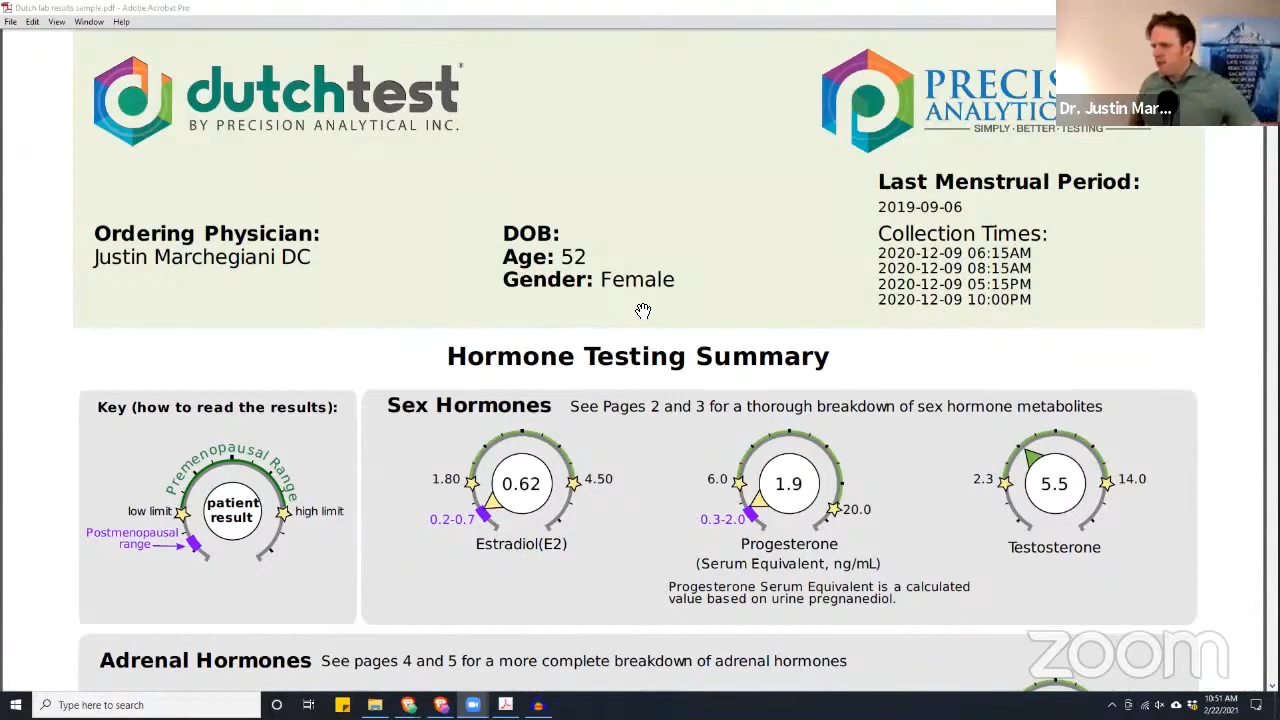 Dutch lab results sample.pdf - Adobe Acrobat Pro
File Edit View Window Help
dutchtest®
BY PRECISION ANALYTICAL INC.
PRECIS
ANALYTIC
SIMPLY·BETTER·TESTING
Dr. Justin Mar...
Last Menstrual Period:
2019-09-06
Ordering Physician:
Justin Marchegiani DC
DOB:
Age: 52
Gender: Female
Collection Times:
2020-12-09 06:15AM
2020-12-09 08:15AM
2020-12-09 05:15PM
2020-12-09 10:00PM
Hormone Testing Summary
Key (how to read the results):
Premenopausal Range
patient
result
low limit
high limit
Postmenopausal
range
Sex Hormones See Pages 2 and 3 for a thorough breakdown of sex hormone metabolites
1.80
0.62
4.50
0.2-0.7
Estradiol(E2)
6.0
1.9
20.0
0.3-2.0
Progesterone
(Serum Equivalent, ng/mL)
Progesterone Serum Equivalent is a calculated
value based on urine pregnanediol.
2.3
5.5
14.0
Testosterone
Adrenal Hormones See pages 4 and 5 for a more complete breakdown of adrenal hormones
zoom
Type here to search
10:51 AM
2/22/2021